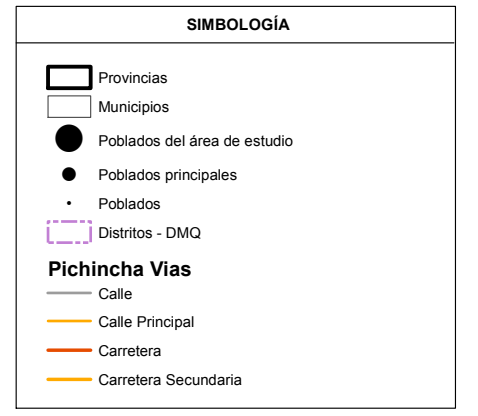 SIMBOLOGÍA
Provincias
Municipios
Poblados del área de estudio
Poblados principales
Poblados
Distritos - DMQ
Pichincha Vias
Calle
Calle Principal
Carretera
Carretera Secundaria